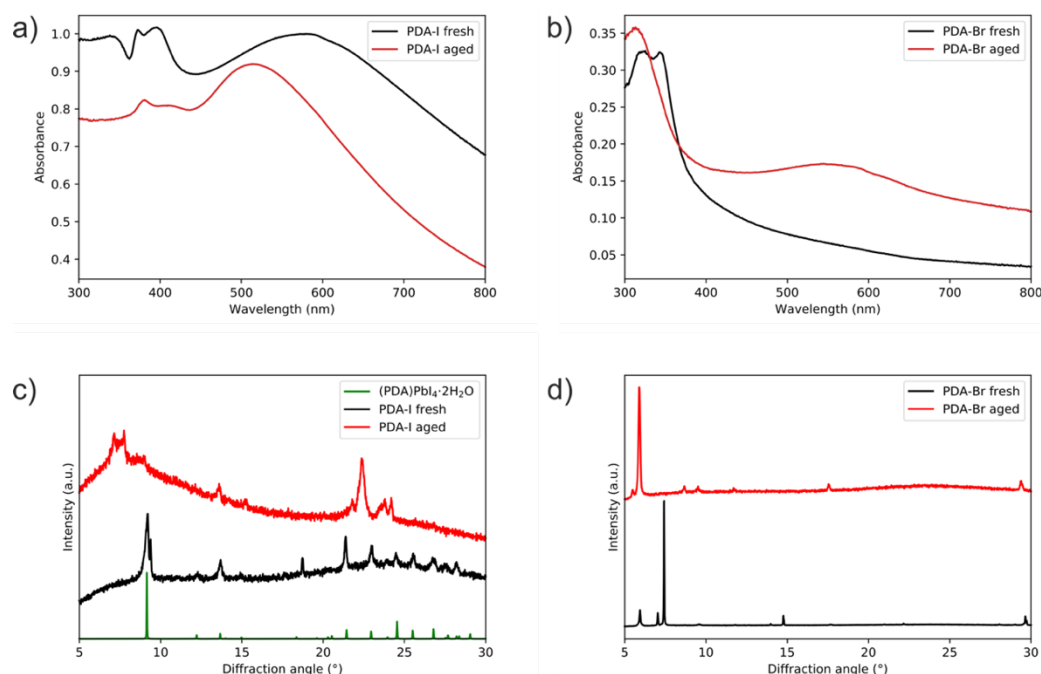 a)
PDA-I fresh
PDA-I aged
1.0
0.9
0.8
0.7
0.6
0.5
0.4
Absorbance
300 400 500 600 700 800
Wavelength (nm)
b)
PDA-Br fresh
PDA-Br aged
0.35
0.30
0.25
0.20
0.15
0.10
0.05
Absorbance
300 400 500 600 700 800
Wavelength (nm)
c)
(PDA)PbI₄·2H₂O
PDA-I fresh
PDA-I aged
Intensity (a.u.)
5 10 15 20 25 30
Diffraction angle (°)
d)
PDA-Br fresh
PDA-Br aged
Intensity (a.u.)
5 10 15 20 25 30
Diffraction angle (°)